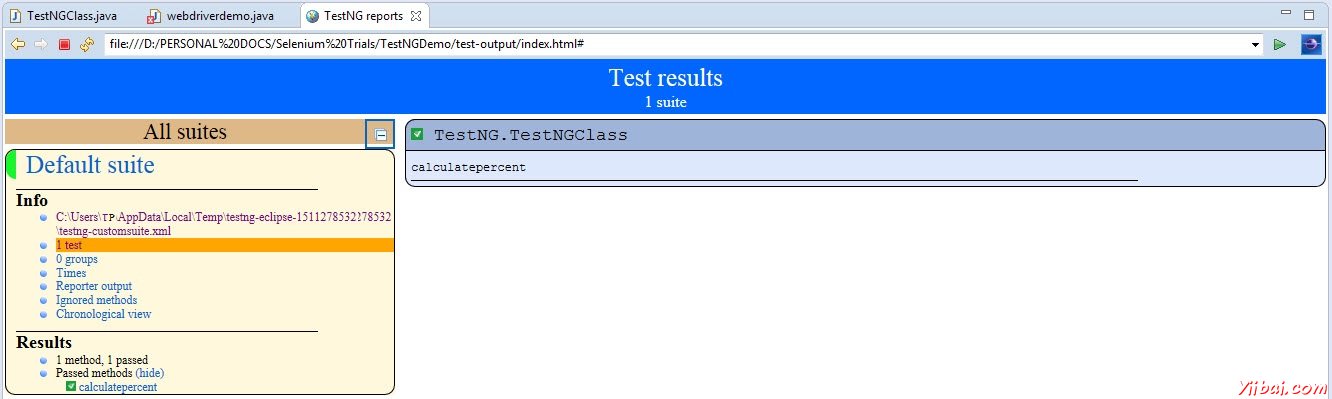 TestNGClass.java webdriverdemo.java TestNG reports
file:///D:/PERSONAL%20DOCS/Selenium%20Trials/TestNGDemo/test-output/index.html#
Test results
1 suite
All suites
Default suite
Info
C:\Users\TP\AppData\Local\Temp\testng-eclipse-1511278532278532
\testng-customsuite.xml
1 test
0 groups
Times
Reporter output
Ignored methods
Chronological view
Results
1 method, 1 passed
Passed methods (hide)
calculatepercent
TestNG.TestNGClass
calculatepercent
Yiibai.com